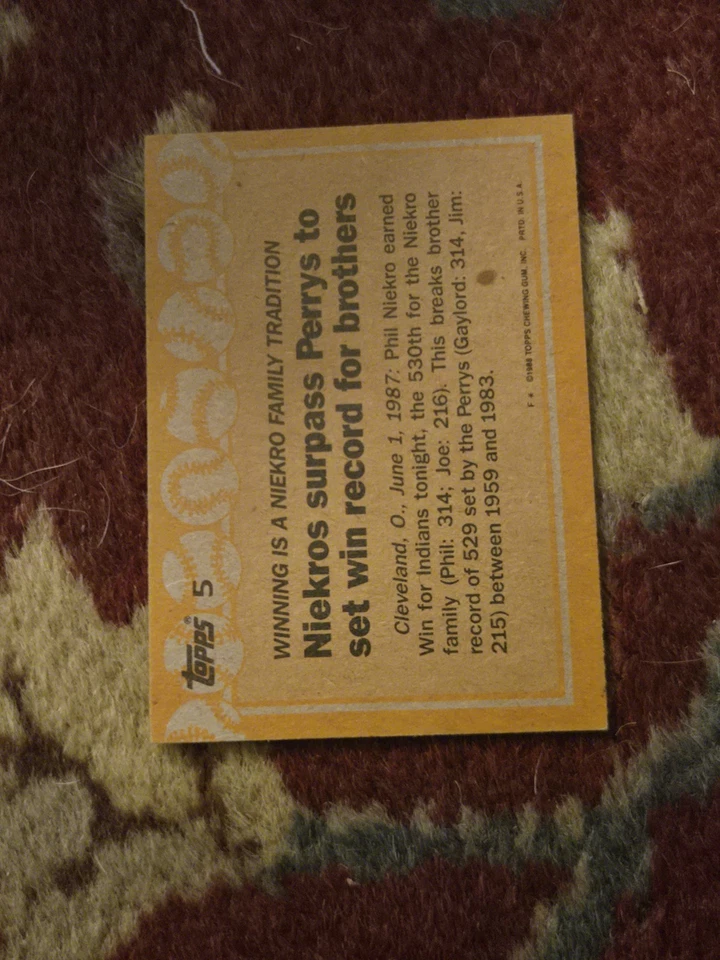 TOPPS® 5
WINNING IS A NIEKRO FAMILY TRADITION
Niekros surpass Perrys to
set win record for brothers
Cleveland, O., June 1, 1987: Phil Niekro earned
Win for Indians tonight, the 530th for the Niekro
family (Phil: 314; Joe: 216). This breaks brother
record of 529 set by the Perrys (Gaylord: 314, Jim:
215) between 1959 and 1983.
F* ©1988 TOPPS CHEWING GUM, INC. PRTD. IN U.S.A.